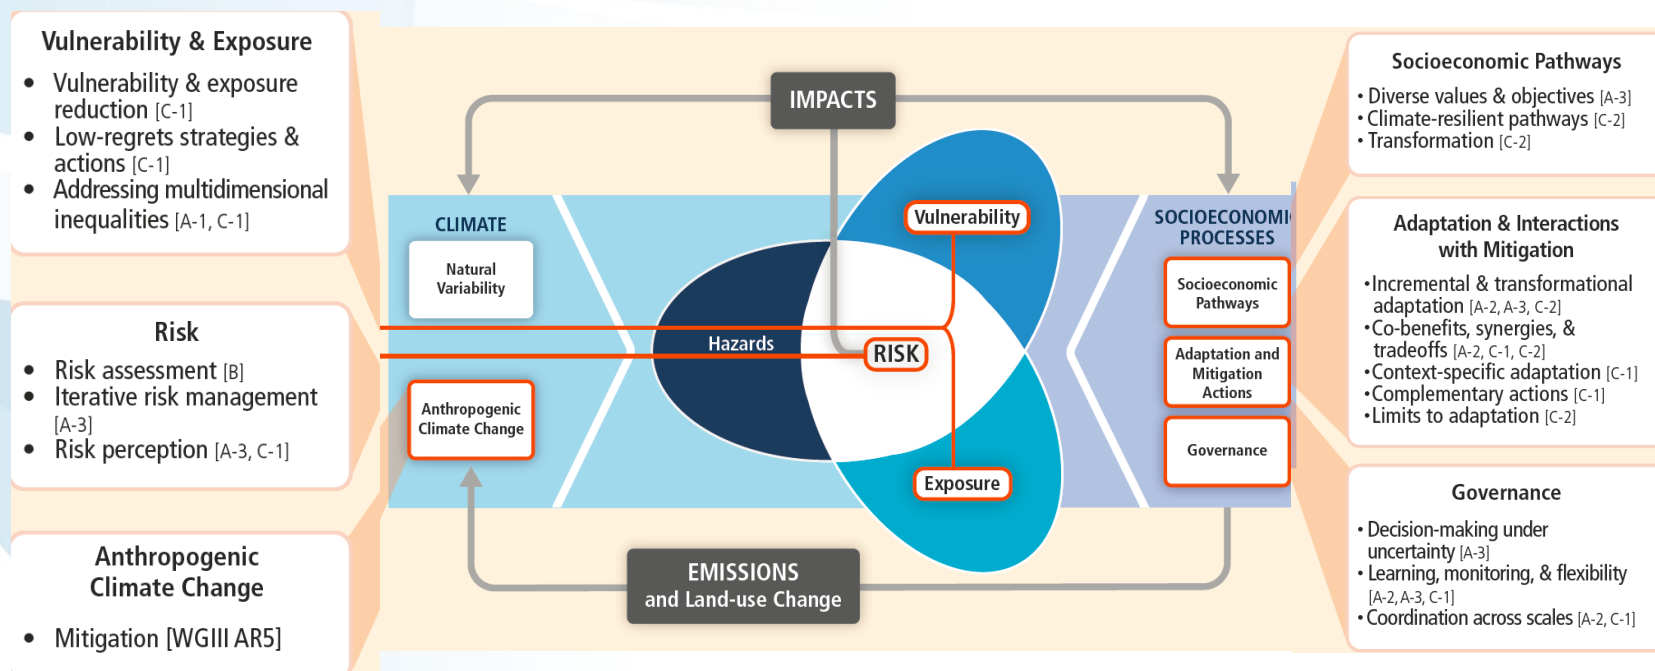 Vulnerability & Exposure
• Vulnerability & exposure
reduction [C-1]
• Low-regrets strategies &
actions [C-1]
• Addressing multidimensional
inequalities [A-1, C-1]
Risk
• Risk assessment [B]
• Iterative risk management
[A-3]
• Risk perception [A-3, C-1]
Anthropogenic
Climate Change
• Mitigation [WGIII AR5]
IMPACTS
CLIMATE
Natural
Variability
Anthropogenic
Climate Change
Hazards
Vulnerability
RISK
Exposure
EMISSIONS
and Land-use Change
SOCIOECONOMIC
PROCESSES
Socioeconomic
Pathways
Adaptation and
Mitigation
Actions
Governance
Socioeconomic Pathways
• Diverse values & objectives [A-3]
• Climate-resilient pathways [C-2]
• Transformation [C-2]
Adaptation & Interactions
with Mitigation
• Incremental & transformational
adaptation [A-2, A-3, C-2]
• Co-benefits, synergies, &
tradeoffs [A-2, C-1, C-2]
• Context-specific adaptation [C-1]
• Complementary actions [C-1]
• Limits to adaptation [C-2]
Governance
• Decision-making under
uncertainty [A-3]
• Learning, monitoring, & flexibility
[A-2, A-3, C-1]
• Coordination across scales [A-2, C-1]